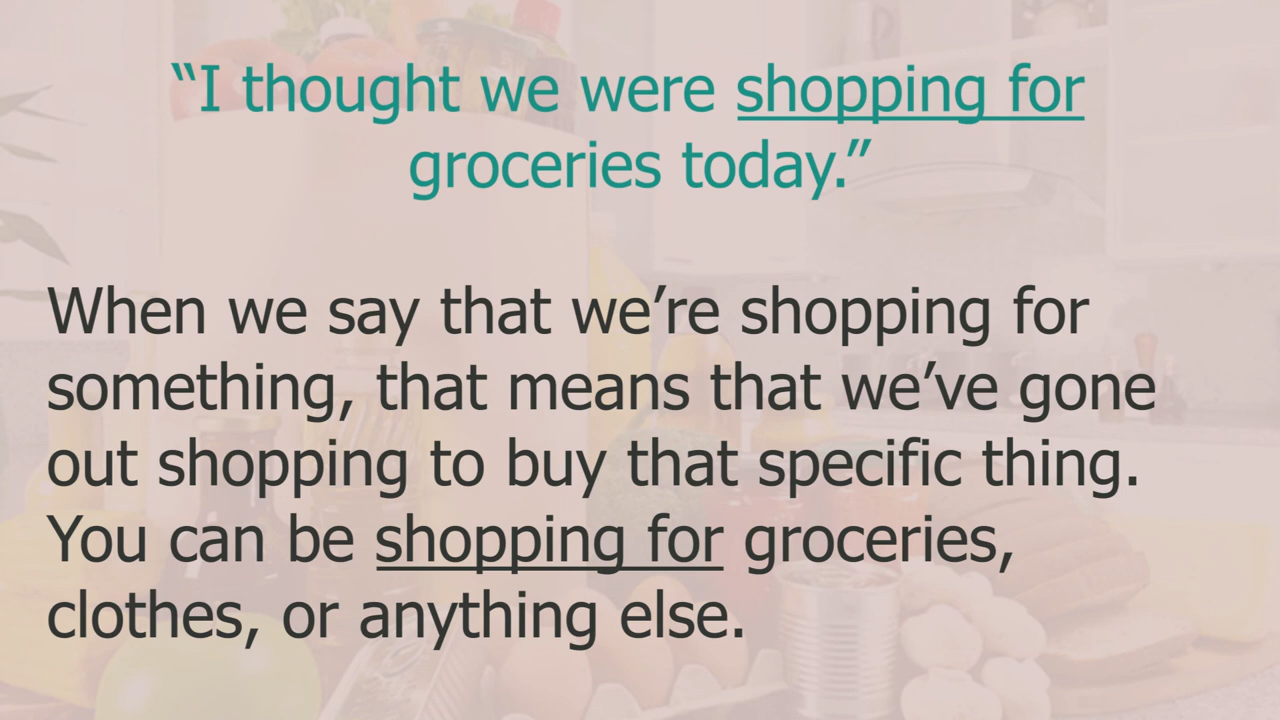 “I thought we were shopping for
groceries today.”
When we say that we’re shopping for
something, that means that we’ve gone
out shopping to buy that specific thing.
You can be shopping for groceries,
clothes, or anything else.